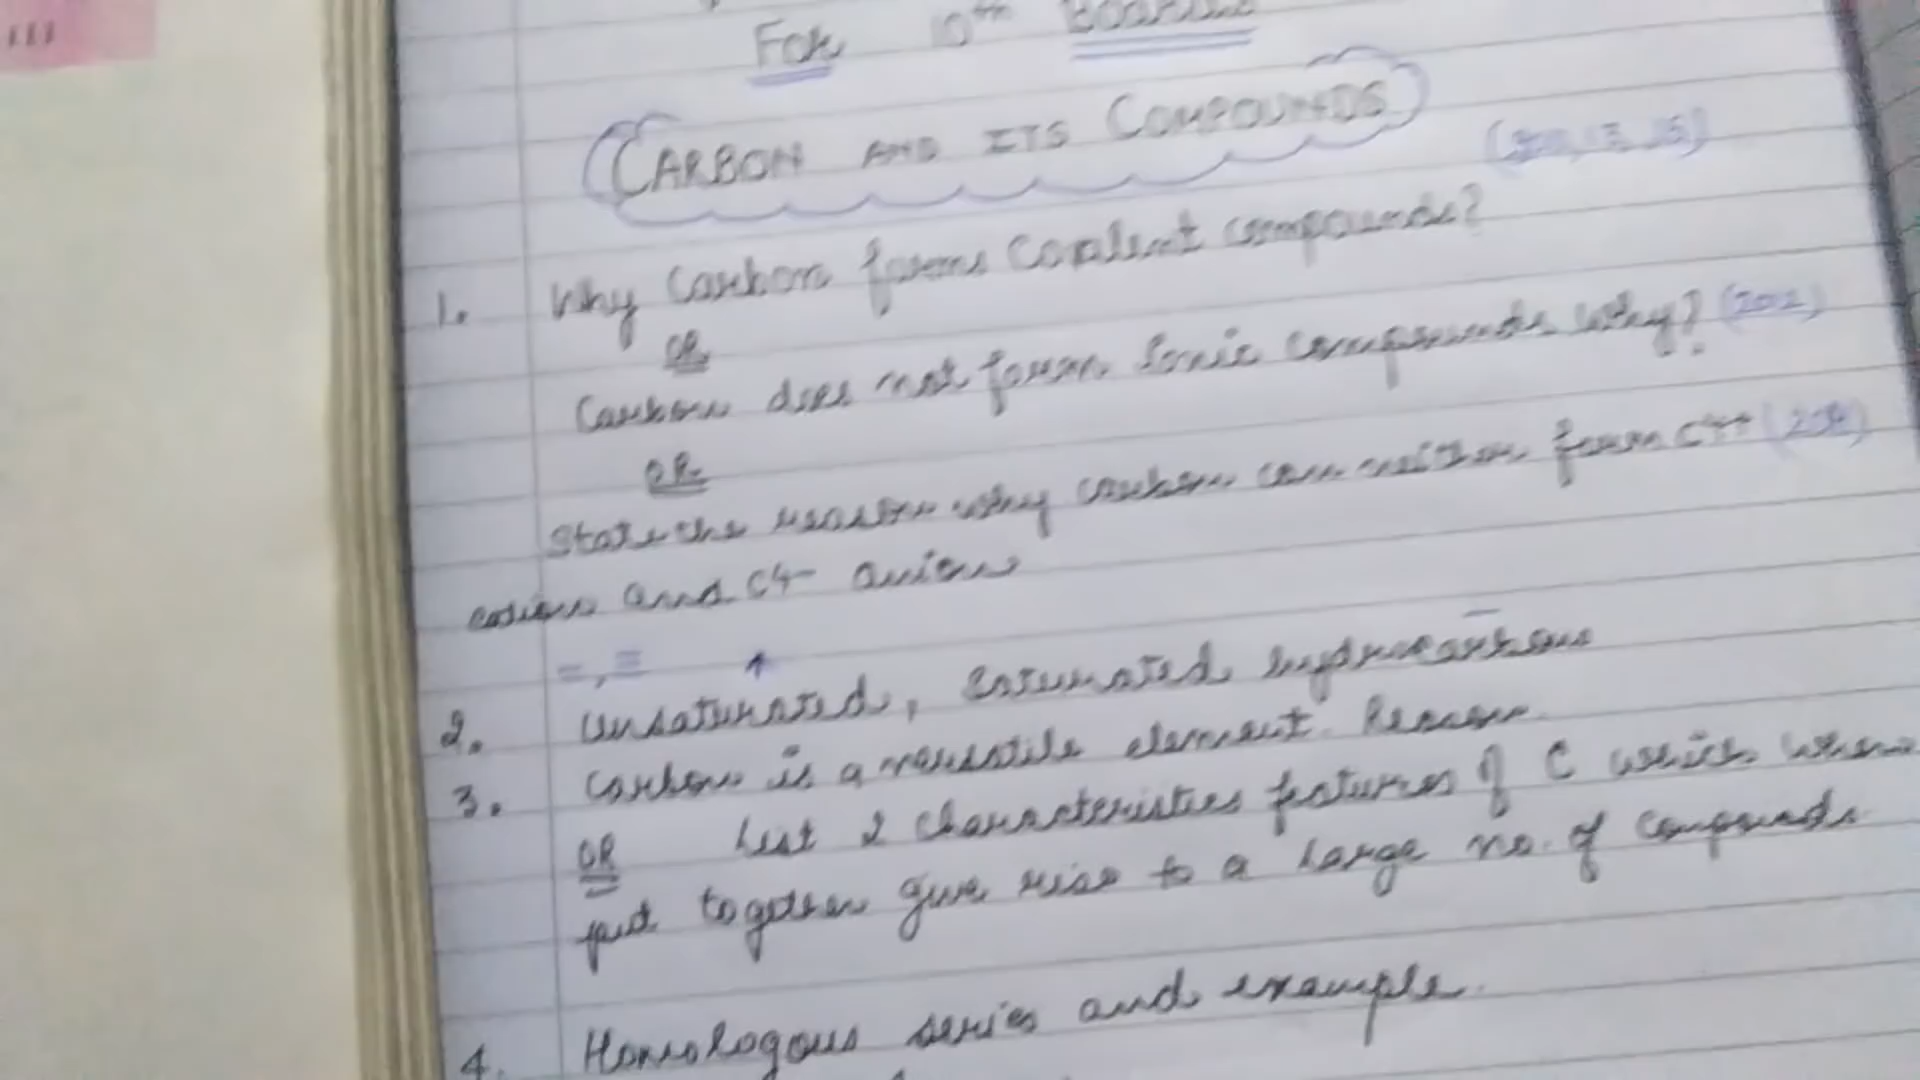 For 10th Boards
CARBON AND ITS COMPOUNDS
1. Why Carbon forms Covalent compounds?
OR
Carbon does not form Ionic compounds why? (2012)
OR
State the reason why carbon can neither form C4+
cations and C4- anions
=, ≡
2. Unsaturated, Saturated hydrocarbons
3. Carbon is a versatile element. Reason.
OR List 2 characteristics features of C which when
put together give rise to a large no. of compounds
4. Homologous series and example.